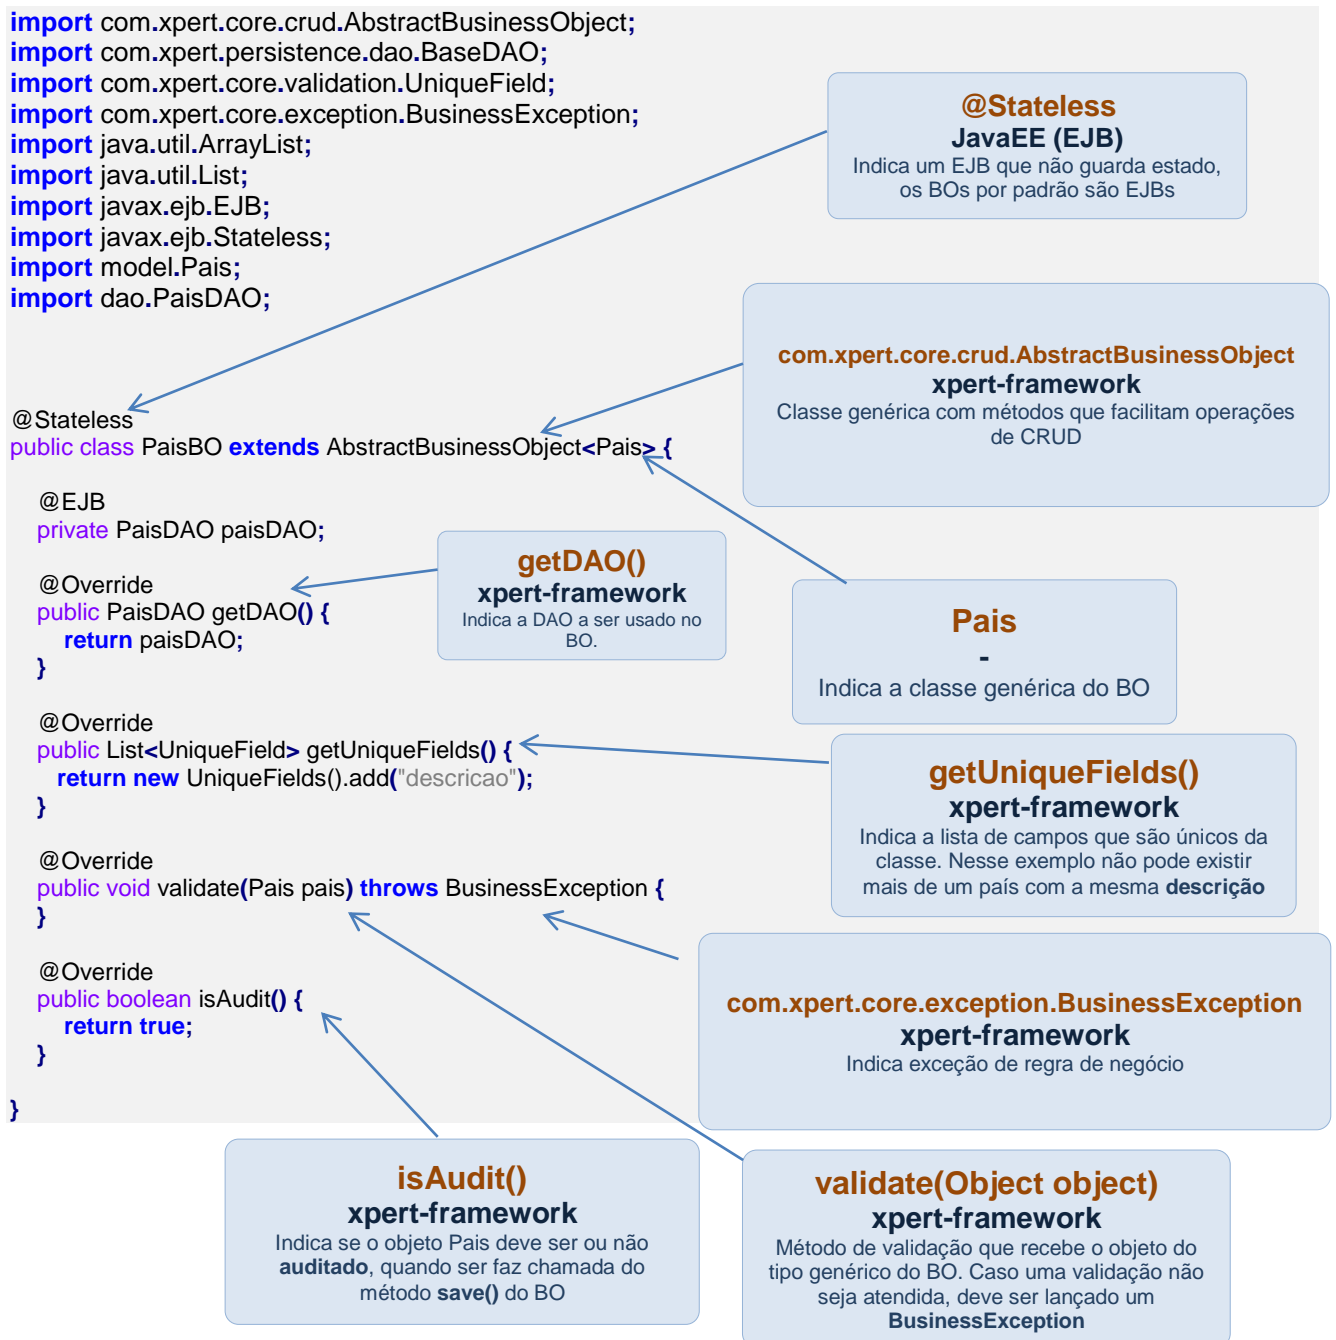 import com.xpert.core.crud.AbstractBusinessObject;
import com.xpert.persistence.dao.BaseDAO;
import com.xpert.core.validation.UniqueField;
import com.xpert.core.exception.BusinessException;
import java.util.ArrayList;
import java.util.List;
import javax.ejb.EJB;
import javax.ejb.Stateless;
import model.Pais;
import dao.PaisDAO;
@Stateless
JavaEE (EJB)
Indica um EJB que não guarda estado,
os BOs por padrão são EJBs
com.xpert.core.crud.AbstractBusinessObject
xpert-framework
Classe genérica com métodos que facilitam operações
de CRUD
@Stateless
public class PaisBO extends AbstractBusinessObject<Pais> {
@EJB
private PaisDAO paisDAO;
@Override
public PaisDAO getDAO() {
return paisDAO;
}
getDAO()
xpert-framework
Indica a DAO a ser usado no
BO.
Pais
-
Indica a classe genérica do BO
@Override
public List<UniqueField> getUniqueFields() {
return new UniqueFields().add("descricao");
}
getUniqueFields()
xpert-framework
Indica a lista de campos que são únicos da
classe. Nesse exemplo não pode existir
mais de um país com a mesma descrição
@Override
public void validate(Pais pais) throws BusinessException {
}
@Override
public boolean isAudit() {
return true;
}
}
com.xpert.core.exception.BusinessException
xpert-framework
Indica exceção de regra de negócio
isAudit()
xpert-framework
Indica se o objeto Pais deve ser ou não
auditado, quando ser faz chamada do
método save() do BO
validate(Object object)
xpert-framework
Método de validação que recebe o objeto do
tipo genérico do BO. Caso uma validação não
seja atendida, deve ser lançado um
BusinessException